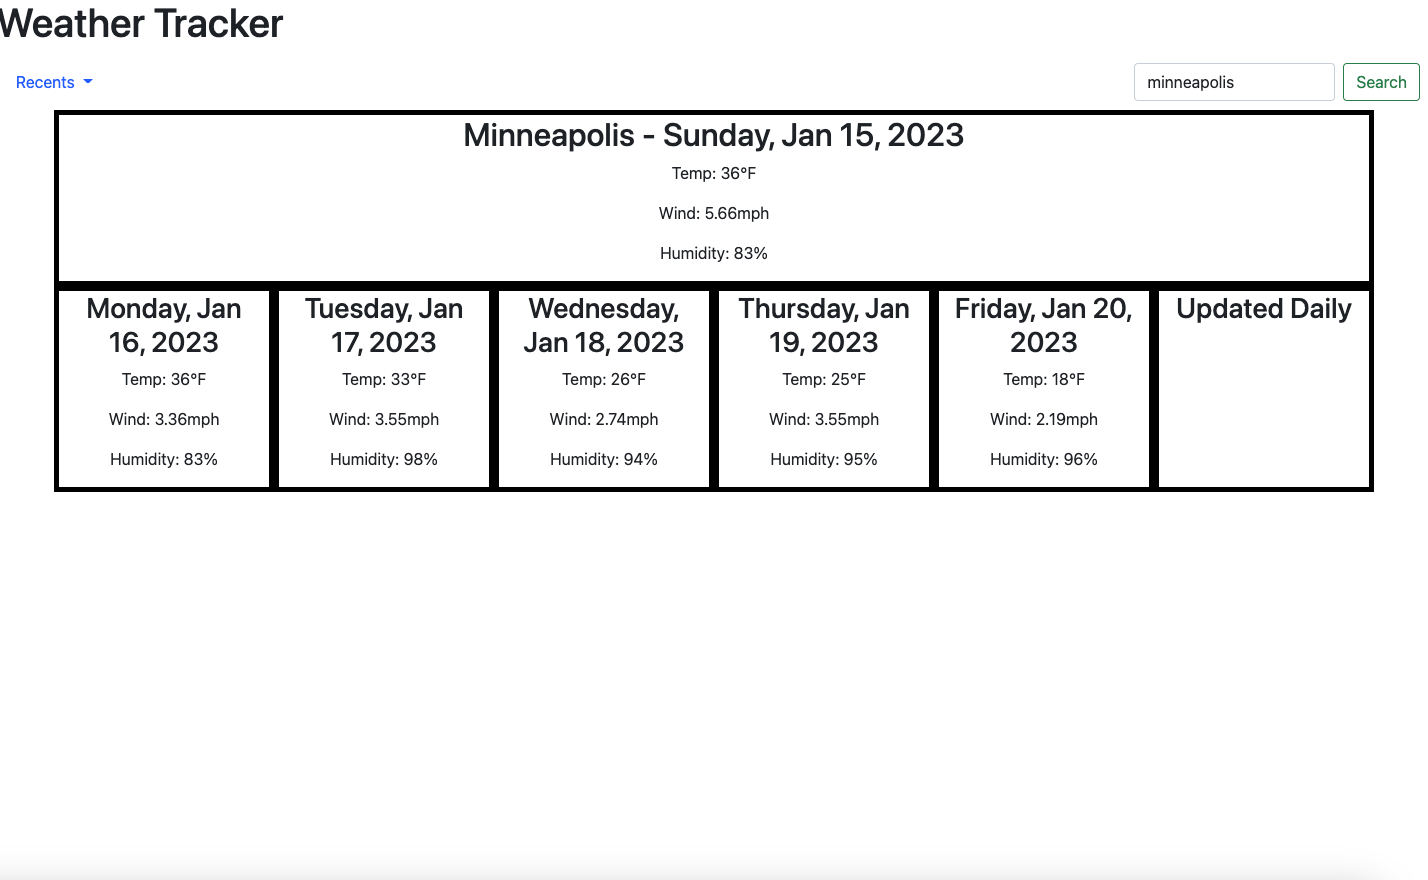 Weather Tracker
Recents
minneapolis
Search
Minneapolis - Sunday, Jan 15, 2023
Temp: 36°F
Wind: 5.66mph
Humidity: 83%
Monday, Jan
16, 2023
Temp: 36°F
Wind: 3.36mph
Humidity: 83%
Tuesday, Jan
17, 2023
Temp: 33°F
Wind: 3.55mph
Humidity: 98%
Wednesday,
Jan 18, 2023
Temp: 26°F
Wind: 2.74mph
Humidity: 94%
Thursday, Jan
19, 2023
Temp: 25°F
Wind: 3.55mph
Humidity: 95%
Friday, Jan 20,
2023
Temp: 18°F
Wind: 2.19mph
Humidity: 96%
Updated Daily